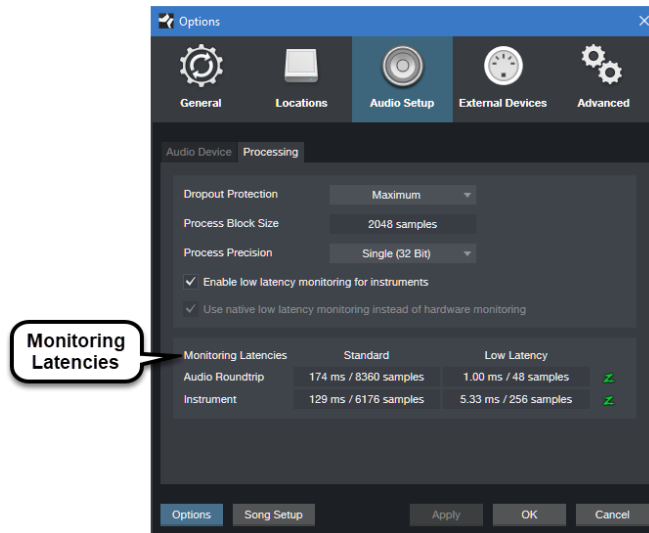 Options
General Locations Audio Setup External Devices Advanced
Audio Device Processing
Dropout Protection Maximum
Process Block Size 2048 samples
Process Precision Single (32 Bit)
Enable low latency monitoring for instruments
Use native low latency monitoring instead of hardware monitoring
Monitoring
Latencies
Monitoring Latencies Standard Low Latency
Audio Roundtrip 174 ms / 8360 samples 1.00 ms / 48 samples Z
Instrument 129 ms / 6176 samples 5.33 ms / 256 samples Z
Options Song Setup Apply OK Cancel